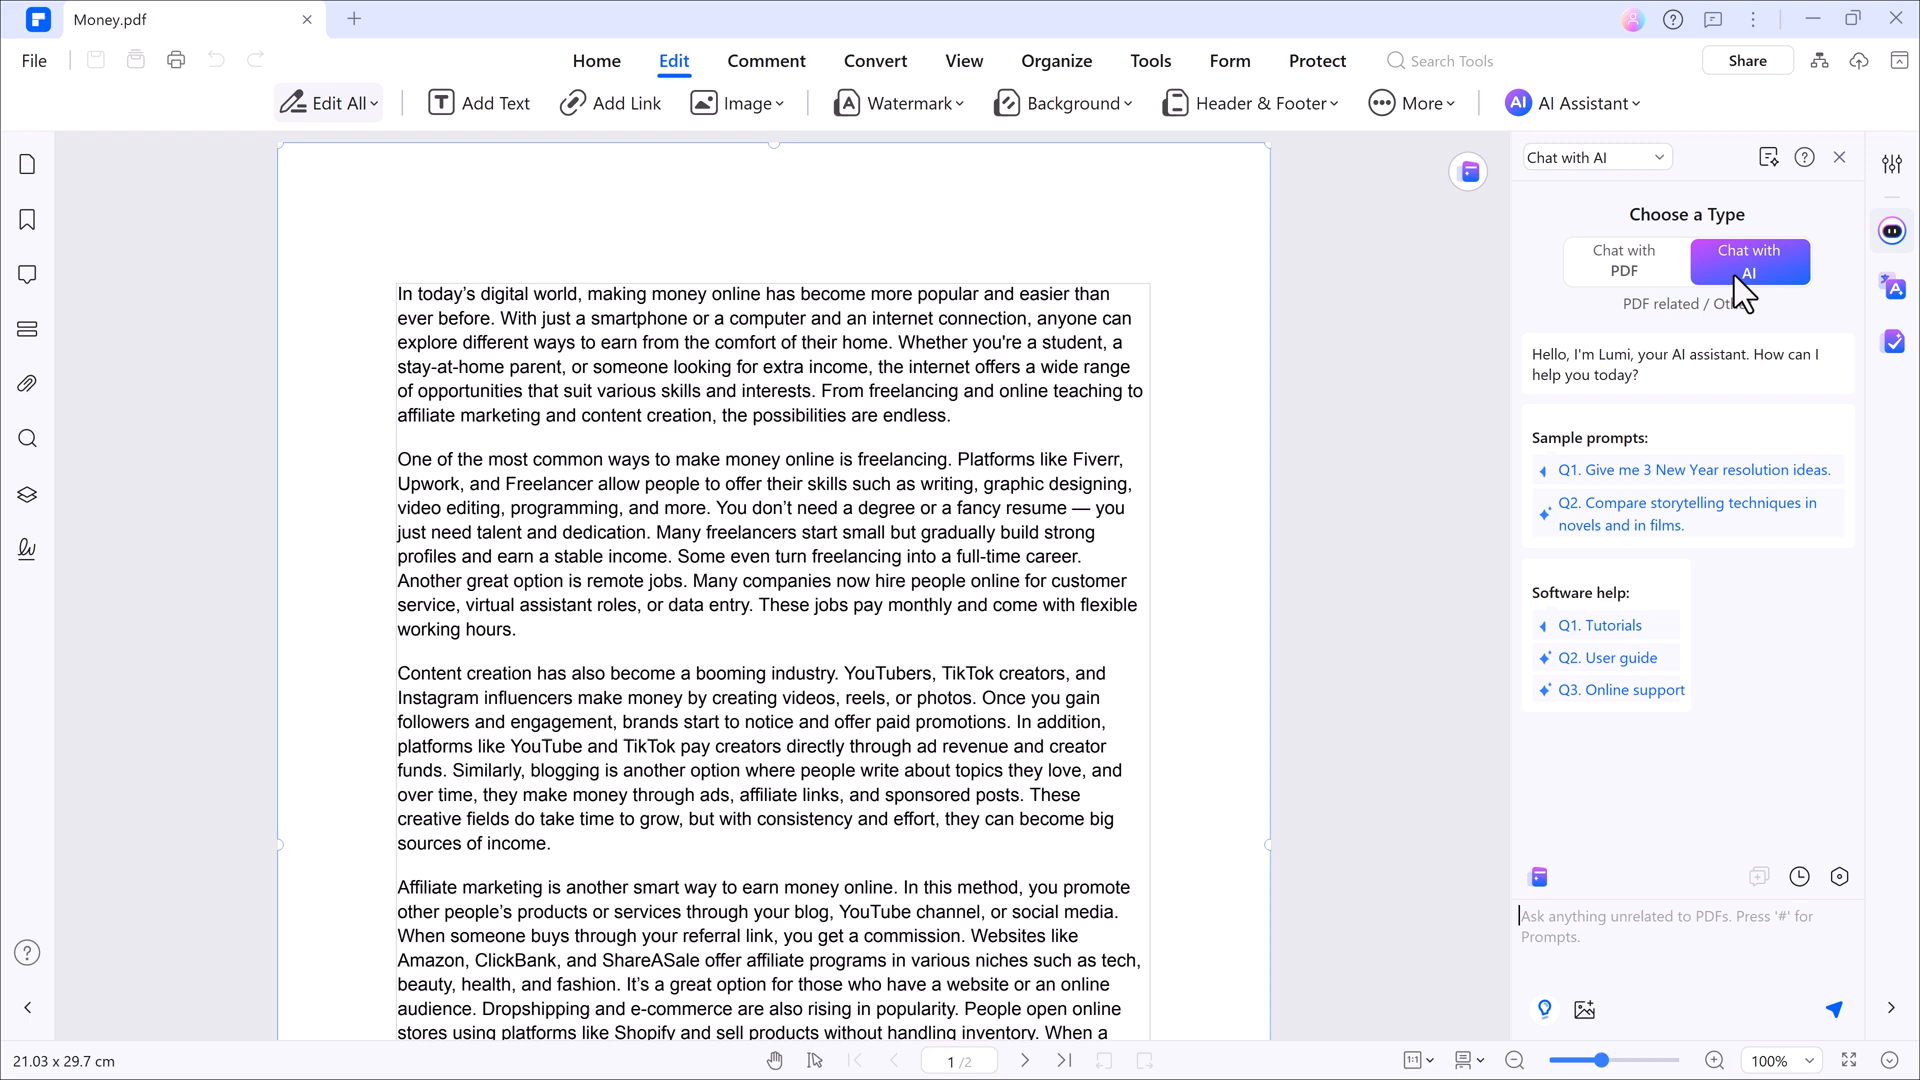 Money.pdf
File
Home
Edit
Comment
Convert
View
Organize
Tools
Form
Protect
Search Tools
Share
Edit All
Add Text
Add Link
Image
Watermark
Background
Header & Footer
More
AI
AI Assistant
In today’s digital world, making money online has become more popular and easier than
ever before. With just a smartphone or a computer and an internet connection, anyone can
explore different ways to earn from the comfort of their home. Whether you're a student, a
stay-at-home parent, or someone looking for extra income, the internet offers a wide range
of opportunities that suit various skills and interests. From freelancing and online teaching to
affiliate marketing and content creation, the possibilities are endless.
One of the most common ways to make money online is freelancing. Platforms like Fiverr,
Upwork, and Freelancer allow people to offer their skills such as writing, graphic designing,
video editing, programming, and more. You don’t need a degree or a fancy resume — you
just need talent and dedication. Many freelancers start small but gradually build strong
profiles and earn a stable income. Some even turn freelancing into a full-time career.
Another great option is remote jobs. Many companies now hire people online for customer
service, virtual assistant roles, or data entry. These jobs pay monthly and come with flexible
working hours.
Content creation has also become a booming industry. YouTubers, TikTok creators, and
Instagram influencers make money by creating videos, reels, or photos. Once you gain
followers and engagement, brands start to notice and offer paid promotions. In addition,
platforms like YouTube and TikTok pay creators directly through ad revenue and creator
funds. Similarly, blogging is another option where people write about topics they love, and
over time, they make money through ads, affiliate links, and sponsored posts. These
creative fields do take time to grow, but with consistency and effort, they can become big
sources of income.
Affiliate marketing is another smart way to earn money online. In this method, you promote
other people’s products or services through your blog, YouTube channel, or social media.
When someone buys through your referral link, you get a commission. Websites like
Amazon, ClickBank, and ShareASale offer affiliate programs in various niches such as tech,
beauty, health, and fashion. It’s a great option for those who have a website or an online
audience. Dropshipping and e-commerce are also rising in popularity. People open online
stores using platforms like Shopify and sell products without handling inventory. When a
Chat with AI
Choose a Type
Chat with
PDF
Chat with
AI
PDF related /
Hello, I'm Lumi, your AI assistant. How can I
help you today?
Sample prompts:
Q1. Give me 3 New Year resolution ideas.
Q2. Compare storytelling techniques in
novels and in films.
Software help:
Q1. Tutorials
Q2. User guide
Q3. Online support
Ask anything unrelated to PDFs. Press '#' for
Prompts.
21.03 x 29.7 cm
1 /2
1:1
100%